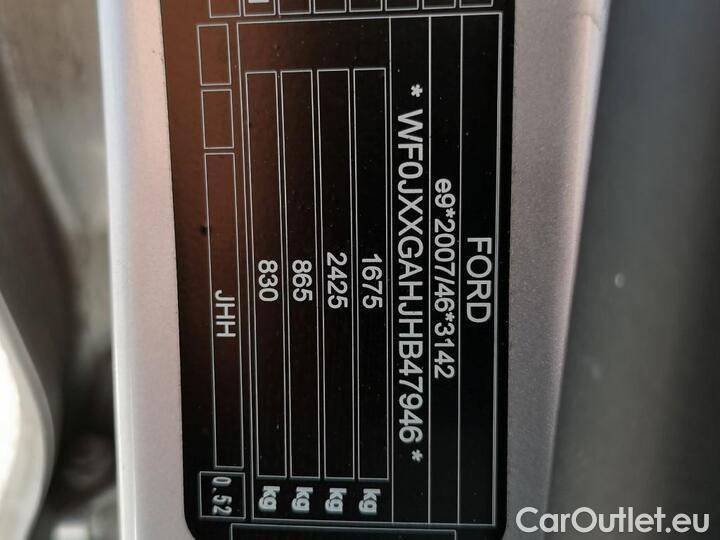 FORD
e9*2007/46*3142
* WF0JXXGAHJHB47946 *
1675 kg
2425 kg
865 kg
830 kg
JHH 0.52
CarOutlet.eu